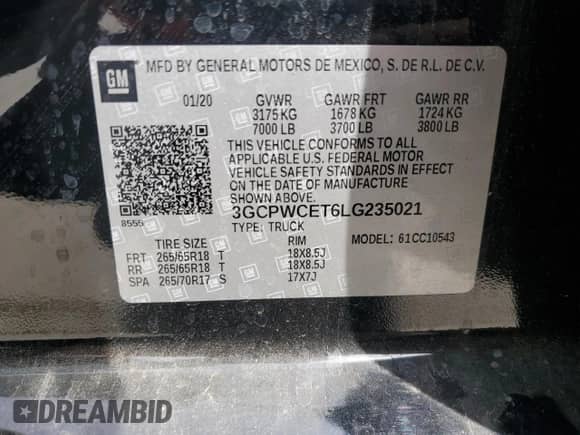 GM
MFD BY GENERAL MOTORS DE MEXICO, S. DE R.L. DE C.V.
01/20 GVWR GAWR FRT GAWR RR
3175 KG 1678 KG 1724 KG
7000 LB 3700 LB 3800 LB
THIS VEHICLE CONFORMS TO ALL
APPLICABLE U.S. FEDERAL MOTOR
VEHICLE SAFETY STANDARDS IN EFFECT
ON THE DATE OF MANUFACTURE
SHOWN ABOVE.
8555 3GCPWCET6LG235021
TYPE: TRUCK MODEL: 61CC10543
TIRE SIZE RIM
FRT 265/65R18 T 18X8.5J
RR 265/65R18 T 18X8.5J
SPA 265/70R17 S 17X7J
DREAMBID